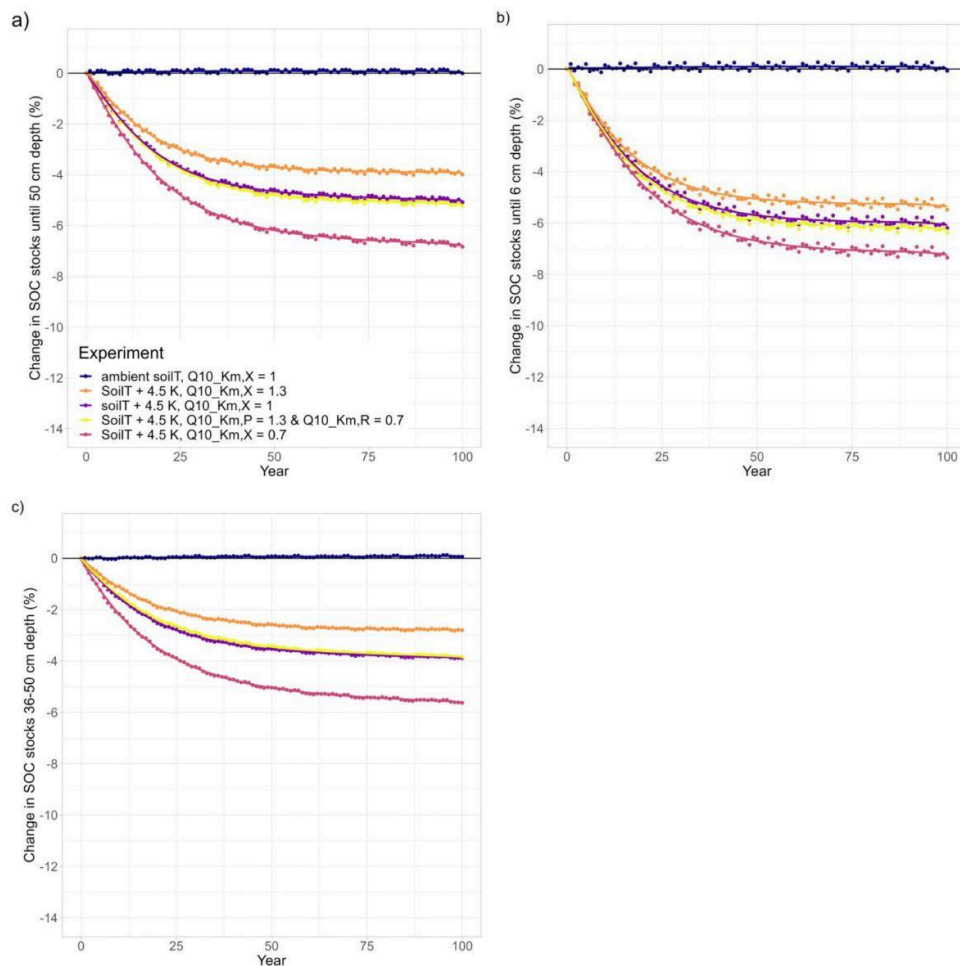 a)
Change in SOC stocks until 50 cm depth (%)
0
-2
-4
-6
-8
-10
-12
-14
Experiment
ambient soilT, Q10_Km,X = 1
SoilT + 4.5 K, Q10_Km,X = 1.3
soilT + 4.5 K, Q10_Km,X = 1
SoilT + 4.5 K, Q10_Km,P = 1.3 & Q10_Km,R = 0.7
SoilT + 4.5 K, Q10_Km,X = 0.7
0 25 50 75 100
Year
b)
Change in SOC stocks until 6 cm depth (%)
0
-2
-4
-6
-8
-10
-12
-14
0 25 50 75 100
Year
c)
Change in SOC stocks 36-50 cm depth (%)
0
-2
-4
-6
-8
-10
-12
-14
0 25 50 75 100
Year